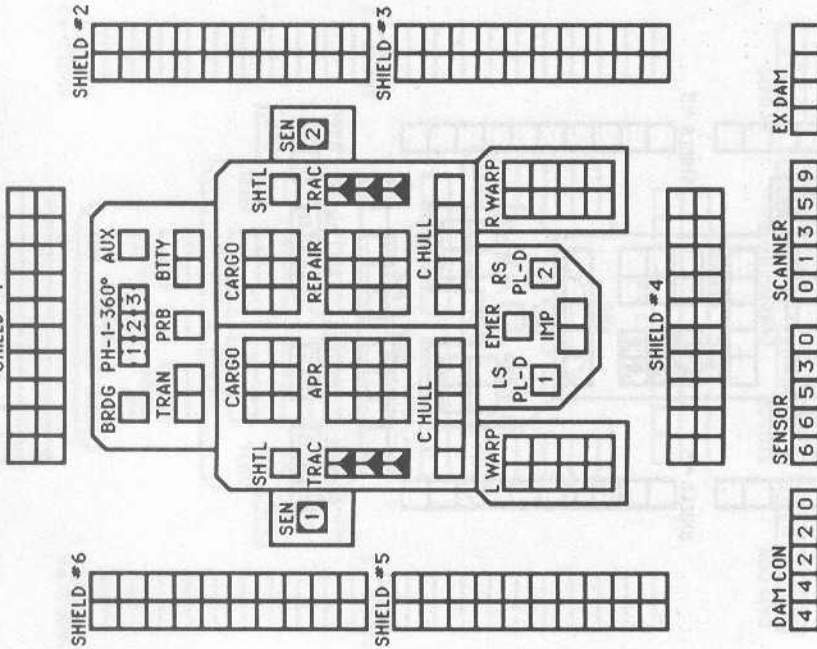 SHIELD #6
SHIELD #2
BRDG PH-1-360° AUX
1 2 3
TRAN PRB BTTY
SHTL CARGO CARGO SHTL
SEN SEN
1 2
TRAC APR REPAIR TRAC
SHIELD #5
SHIELD #3
C HULL C HULL
L WARP LS PL-D EMER RS PL-D R WARP
1 IMP 2
SHIELD #4
DAM CON SENSOR SCANNER EX DAM
4 4 2 2 0 6 6 5 3 0 0 1 3 5 9